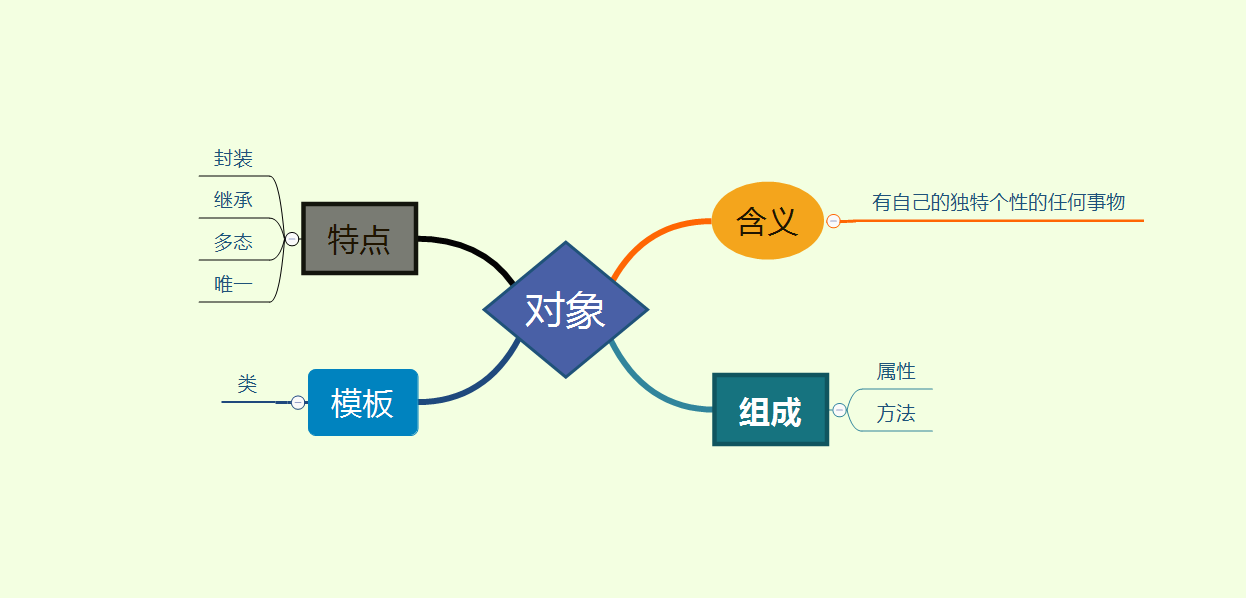 对象
含义
有自己的独特个性的任何事物
组成
属性
方法
特点
封装
继承
多态
唯一
模板
类